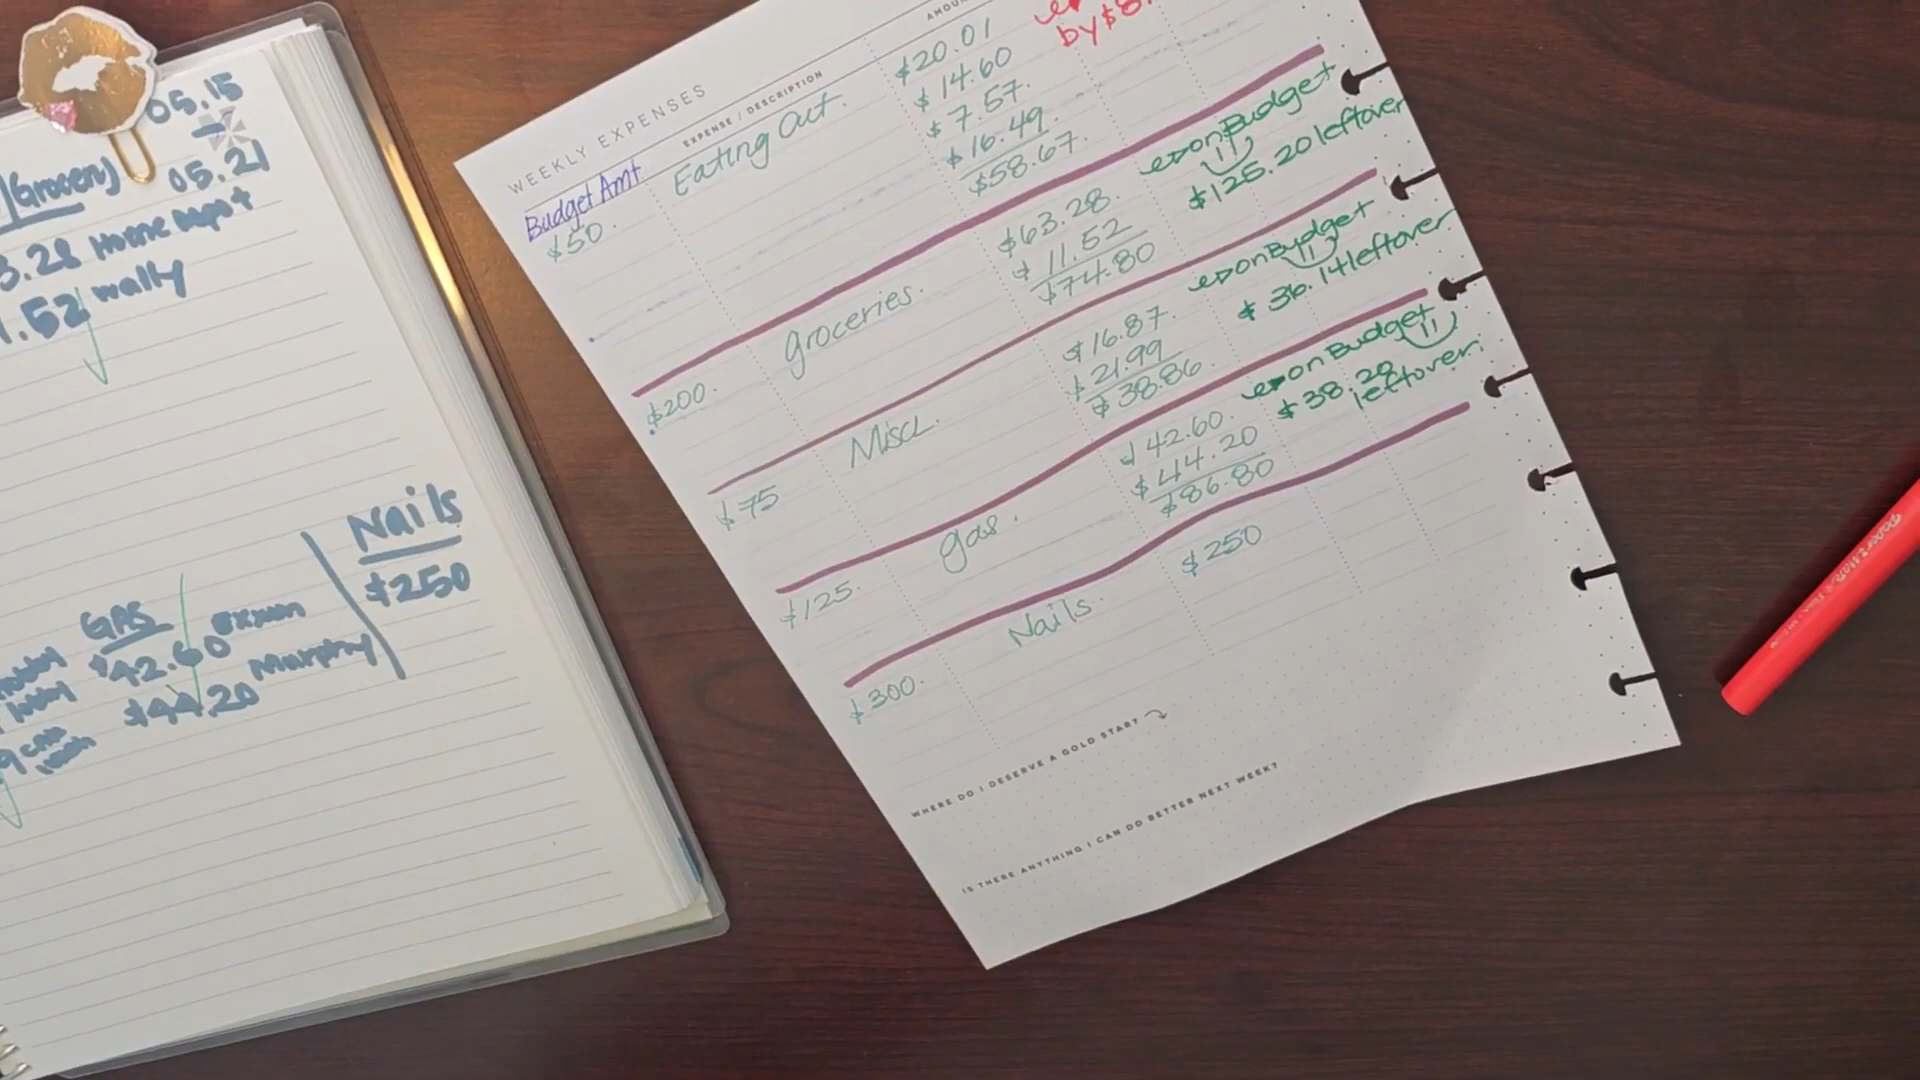 05.15
05.21
Grocery
3.28 Home Depot
1.52 wally
Nails
$250
GAS
$42.60 exxon
$44.20 Murphy
WEEKLY EXPENSES
EXPENSE / DESCRIPTION
Budget Amt
$50.
Eating out.
$20.01
$14.60
$7.57.
$16.49.
$58.67.
by $8.
$200.
groceries.
$63.28.
$11.52
$74.80
on Budget
$125.20 leftover
$75
Miscl.
$16.87.
$21.99
$38.86
on Budget
$36.14 leftover.
$125.
gas.
$42.60.
$44.20
$86.80
on Budget
$38.20
leftover.
$300.
Nails.
$250
WHERE DO I DESERVE A GOLD STAR?
IS THERE ANYTHING I CAN DO BETTER NEXT WEEK?